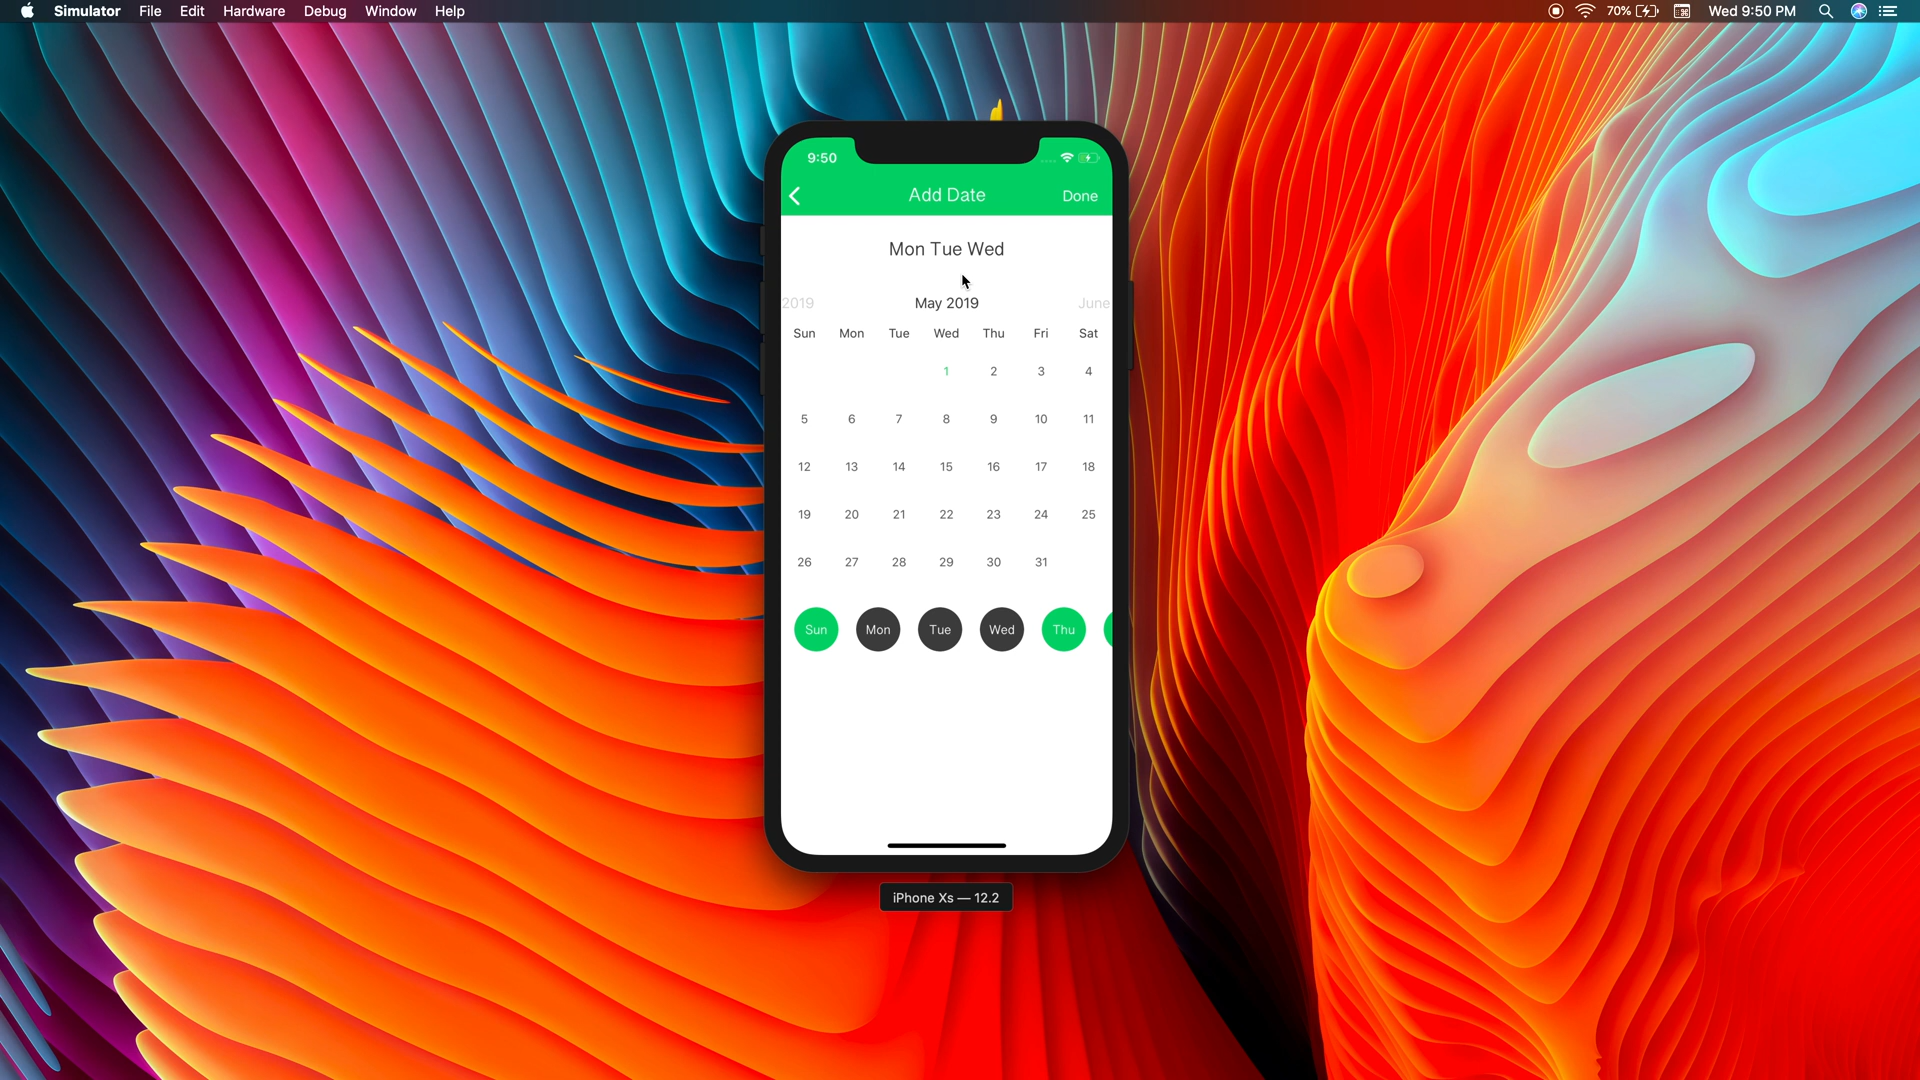 Simulator File Edit Hardware Debug Window Help 70% Wed 9:50 PM
9:50
Add Date Done
Mon Tue Wed
2019 May 2019 June
Sun Mon Tue Wed Thu Fri Sat
1 2 3 4
5 6 7 8 9 10 11
12 13 14 15 16 17 18
19 20 21 22 23 24 25
26 27 28 29 30 31
Sun Mon Tue Wed Thu
iPhone Xs — 12.2